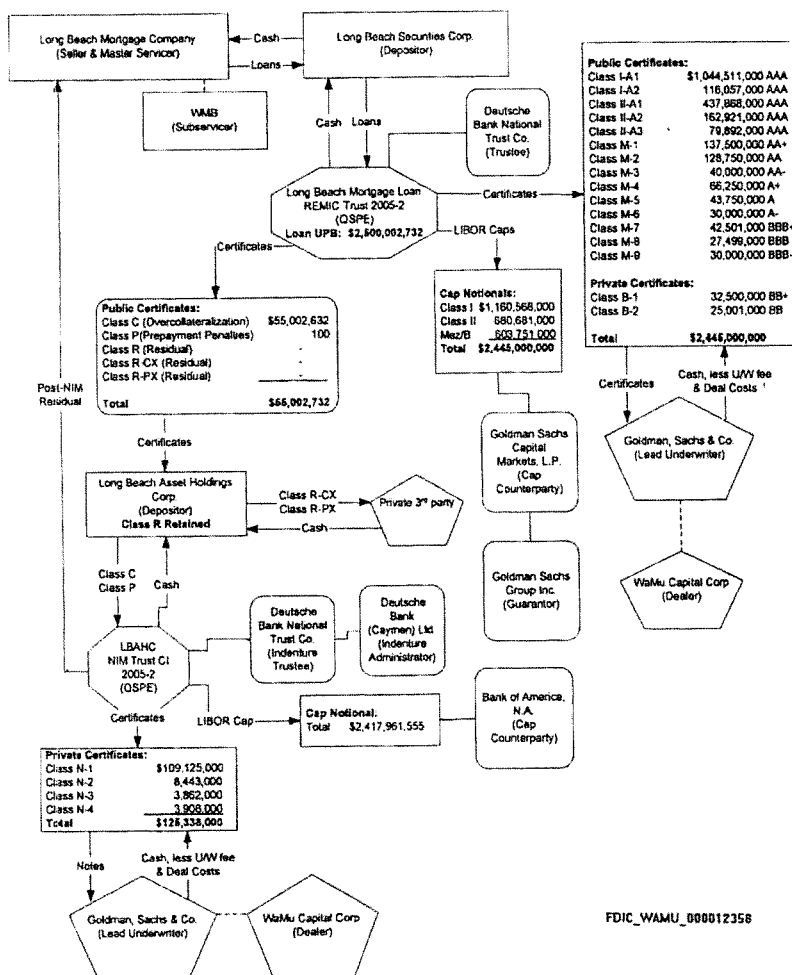 Long Beach Mortgage Company
(Seller & Master Servicer)
Cash
Loans
Long Beach Securities Corp.
(Depositor)
WMB
(Subservicer)
Cash
Loans
Deutsche
Bank National
Trust Co.
(Trustee)
Long Beach Mortgage Loan
REMIC Trust 2005-2
(QSPE)
Loan UPB: $2,500,002,732
Certificates
Certificates
LIBOR Caps
Public Certificates:
Class I-A1 $1,044,511,000 AAA
Class I-A2 116,057,000 AAA
Class II-A1 437,868,000 AAA
Class II-A2 162,921,000 AAA
Class II-A3 79,892,000 AAA
Class M-1 137,500,000 AA+
Class M-2 128,750,000 AA
Class M-3 40,000,000 AA-
Class M-4 66,250,000 A+
Class M-5 43,750,000 A
Class M-6 30,000,000 A-
Class M-7 42,501,000 BBB+
Class M-8 27,499,000 BBB
Class M-9 30,000,000 BBB-
Private Certificates:
Class B-1 32,500,000 BB+
Class B-2 25,001,000 BB
Total $2,445,000,000
Public Certificates:
Class C (Overcollateralization) $55,002,632
Class P(Prepayment Penalties) 100
Class R (Residual) -
Class R-CX (Residual) -
Class R-PX (Residual) -
Total $55,002,732
Cap Notionals:
Class I $1,160,568,000
Class II 680,681,000
Mez/B 603,751,000
Total $2,445,000,000
Post-NIM
Residual
Certificates
Certificates
Cash, less U/W fee
& Deal Costs
Goldman Sachs
Capital
Markets, L.P.
(Cap
Counterparty)
Goldman, Sachs & Co.
(Lead Underwriter)
Long Beach Asset Holdings
Corp.
(Depositor)
Class R Retained
Class R-CX
Class R-PX
Cash
Private 3rd party
Goldman Sachs
Group Inc.
(Guarantor)
WaMu Capital Corp
(Dealer)
Class C
Class P
Cash
LBAHC
NIM Trust CI
2005-2
(QSPE)
Deutsche
Bank National
Trust Co.
(Indenture
Trustee)
Deutsche
Bank
(Caymen) Ltd
(Indenture
Administrator)
Certificates
LIBOR Cap
Cap Notional:
Total $2,417,961,555
Bank of America,
N.A.
(Cap
Counterparty)
Private Certificates:
Class N-1 $109,125,000
Class N-2 8,443,000
Class N-3 3,862,000
Class N-4 3,908,000
Total $125,338,000
Notes
Cash, less U/W fee
& Deal Costs
Goldman, Sachs & Co.
(Lead Underwriter)
WaMu Capital Corp
(Dealer)
FDIC_WAMU_000012356